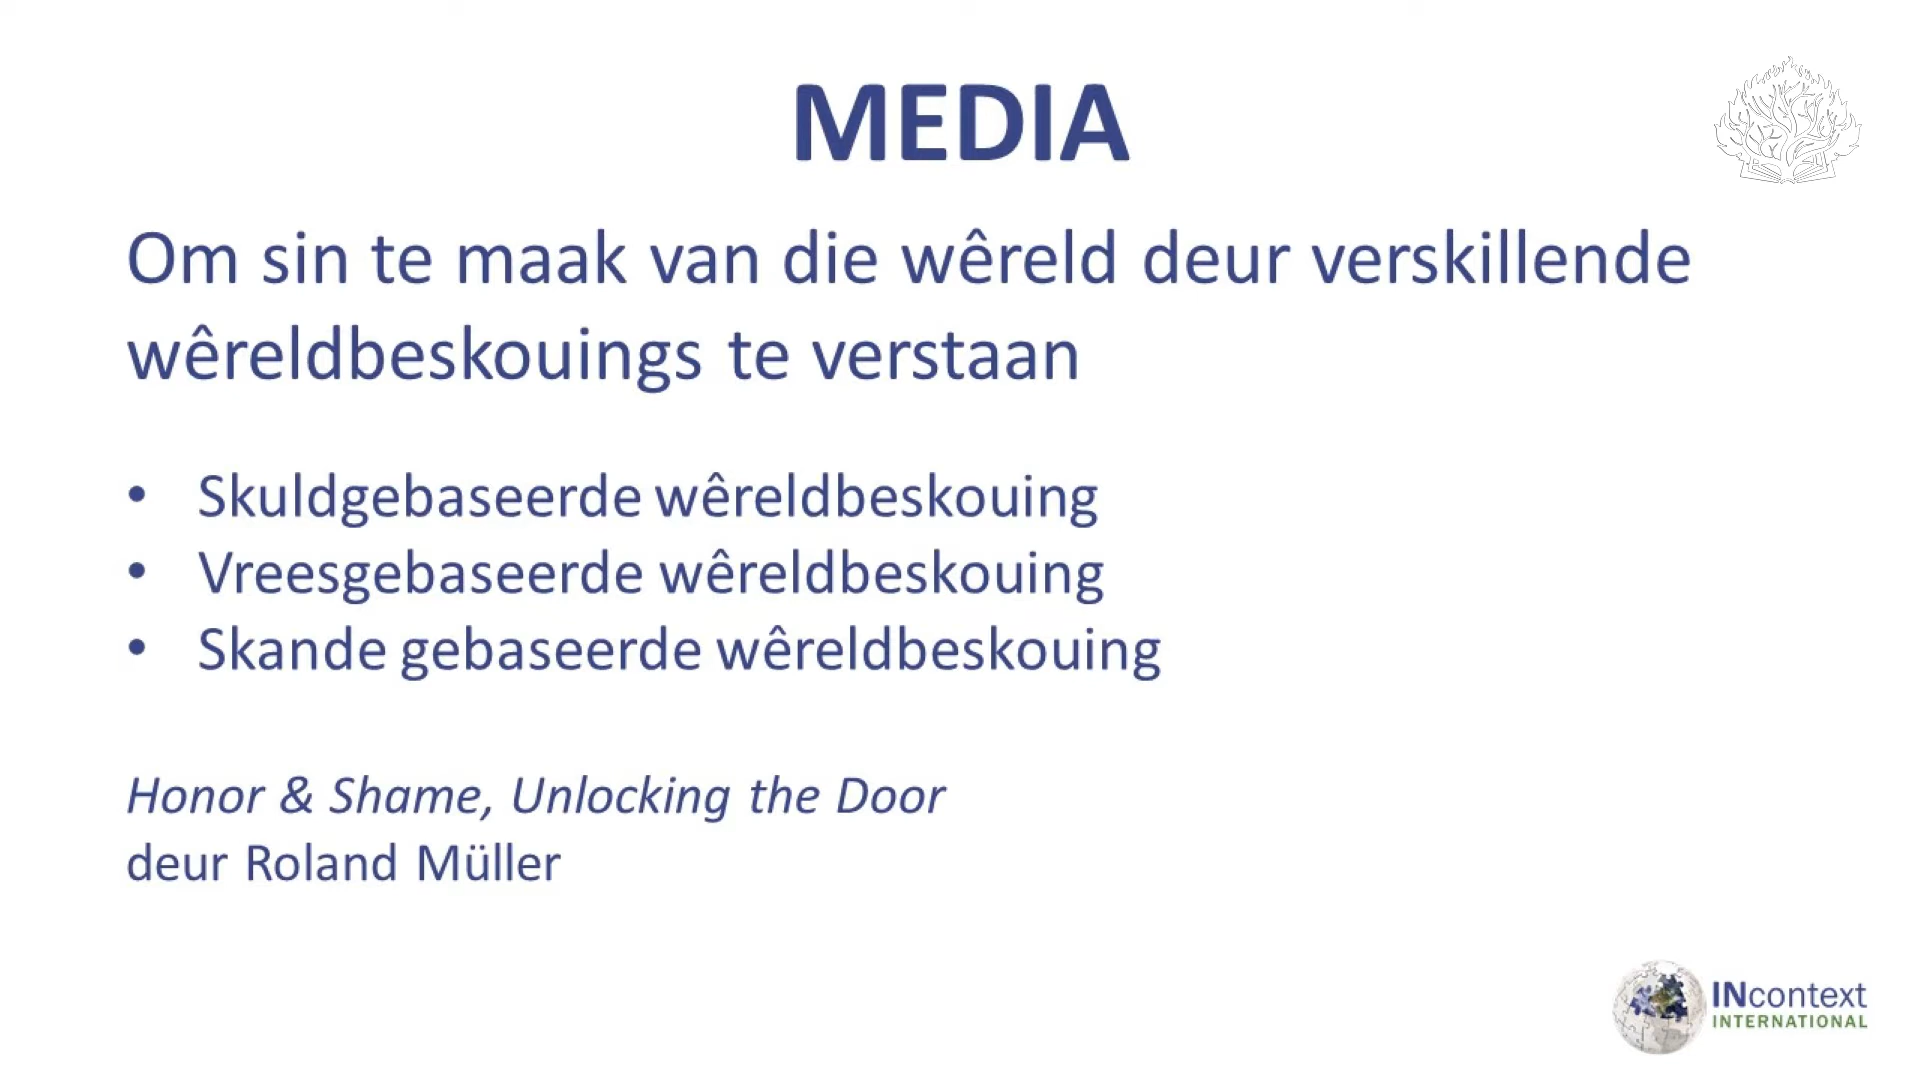 MEDIA
Om sin te maak van die wêreld deur verskillende
wêreldbeskouings te verstaan
• Skuldgebaseerde wêreldbeskouing
• Vreesgebaseerde wêreldbeskouing
• Skande gebaseerde wêreldbeskouing
Honor & Shame, Unlocking the Door
deur Roland Müller
INcontext
INTERNATIONAL